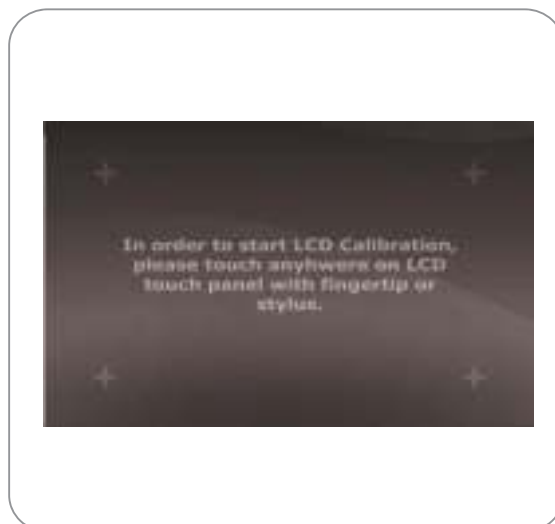 In order to start LCD Calibration,
please touch anyhwere on LCD
touch panel with fingertip or
stylus.